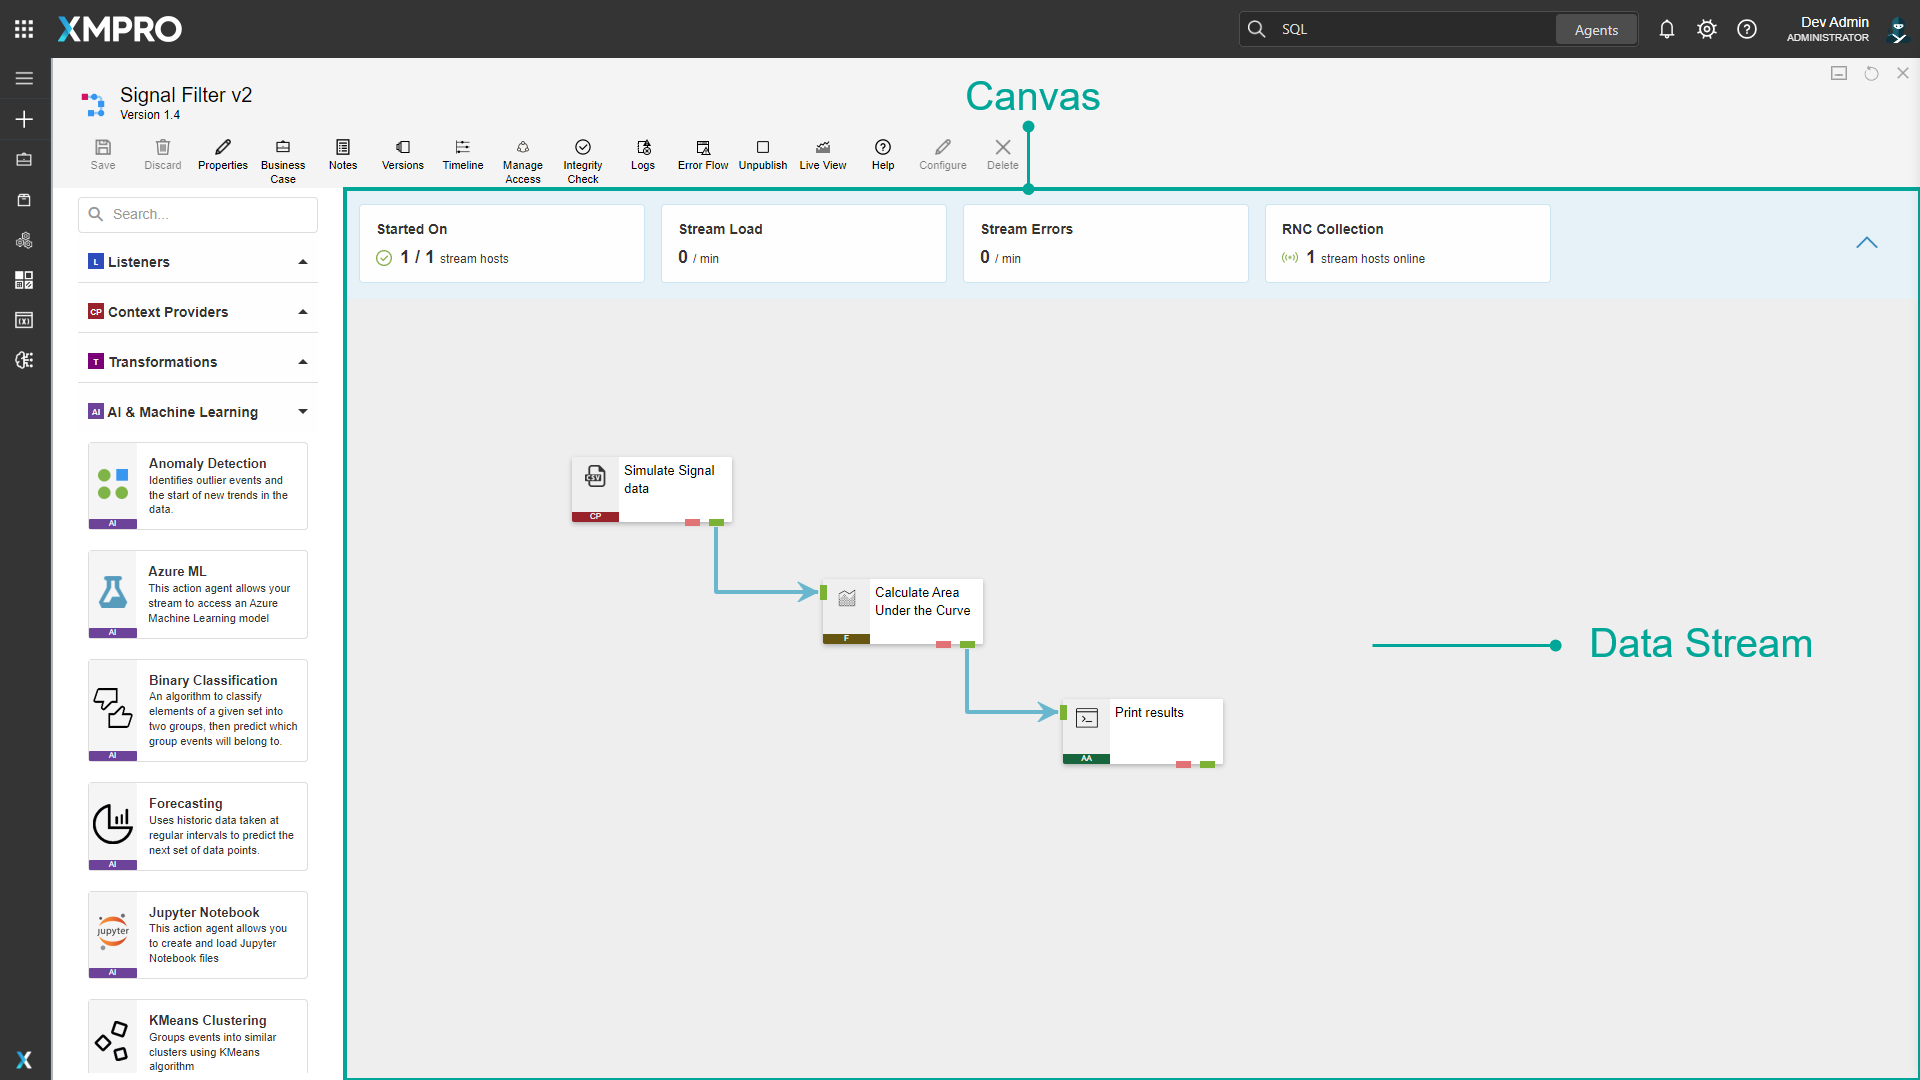 XMPRO
SQL
Agents
Dev Admin
ADMINISTRATOR
Signal Filter v2
Version 1.4
Canvas
Save
Discard
Properties
Business
Case
Notes
Versions
Timeline
Manage
Access
Integrity
Check
Logs
Error Flow
Unpublish
Live View
Help
Configure
Delete
Search...
L Listeners
CP Context Providers
T Transformations
AI AI & Machine Learning
Anomaly Detection
Identifies outlier events and
the start of new trends in the
data.
AI
Azure ML
This action agent allows your
stream to access an Azure
Machine Learning model
AI
Binary Classification
An algorithm to classify
elements of a given set into
two groups, then predict which
group events will belong to.
AI
Forecasting
Uses historic data taken at
regular intervals to predict the
next set of data points.
AI
Jupyter Notebook
This action agent allows you
to create and load Jupyter
Notebook files
jupyter
AI
KMeans Clustering
Groups events into similar
clusters using KMeans
algorithm
Started On
1 / 1 stream hosts
Stream Load
0 / min
Stream Errors
0 / min
RNC Collection
1 stream hosts online
Simulate Signal
data
CSV
CP
Calculate Area
Under the Curve
F
Print results
AA
Data Stream
X